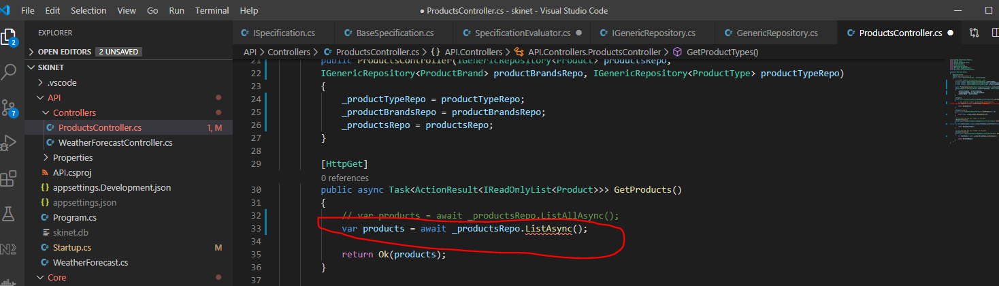 File Edit Selection View Go Run Terminal Help ● ProductsController.cs - skinet - Visual Studio Code
EXPLORER
ISpecification.cs BaseSpecification.cs SpecificationEvaluator.cs IGenericRepository.cs GenericRepository.cs ProductsController.cs
OPEN EDITORS 2 UNSAVED
API > Controllers > ProductsController.cs > {} API.Controllers > API.Controllers.ProductsController > GetProductTypes()
SKINET
.vscode
API
Controllers
ProductsController.cs 1, M
WeatherForecastController.cs
Properties
API.csproj
appsettings.Development.json
appsettings.json
Program.cs
skinet.db
Startup.cs M
WeatherForecast.cs
Core
2
7
21 public ProductsController(IGenericRepository<Product> productsRepo,
22 IGenericRepository<ProductBrand> productBrandsRepo, IGenericRepository<ProductType> productTypeRepo)
23 {
24 _productTypeRepo = productTypeRepo;
25 _productBrandsRepo = productBrandsRepo;
26 _productsRepo = productsRepo;
27 }
28
29 [HttpGet]
0 references
30 public async Task<ActionResult<IReadOnlyList<Product>>> GetProducts()
31 {
32 // var products = await _productsRepo.ListAllAsync();
33 var products = await _productsRepo.ListAsync();
34
35 return Ok(products);
36 }
37